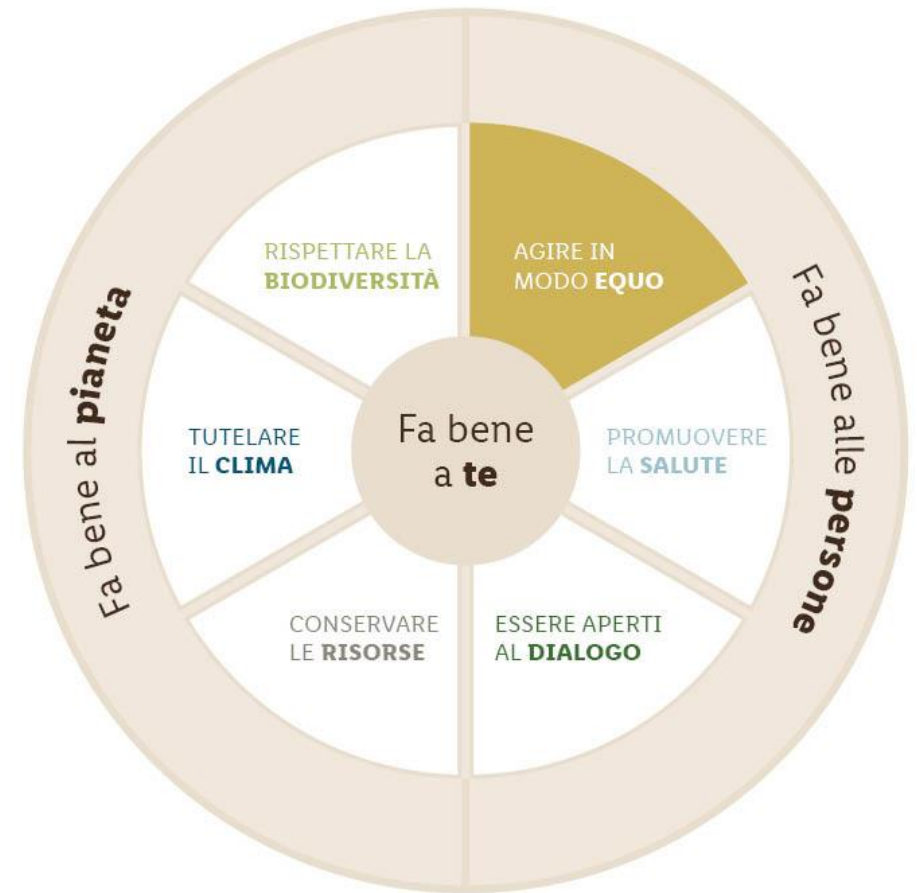 RISPETTARE LA
BIODIVERSITÀ
AGIRE IN
MODO EQUO
Fa bene al pianeta
TUTELARE
IL CLIMA
Fa bene
a te
PROMUOVERE
LA SALUTE
Fa bene alle persone
CONSERVARE
LE RISORSE
ESSERE APERTI
AL DIALOGO